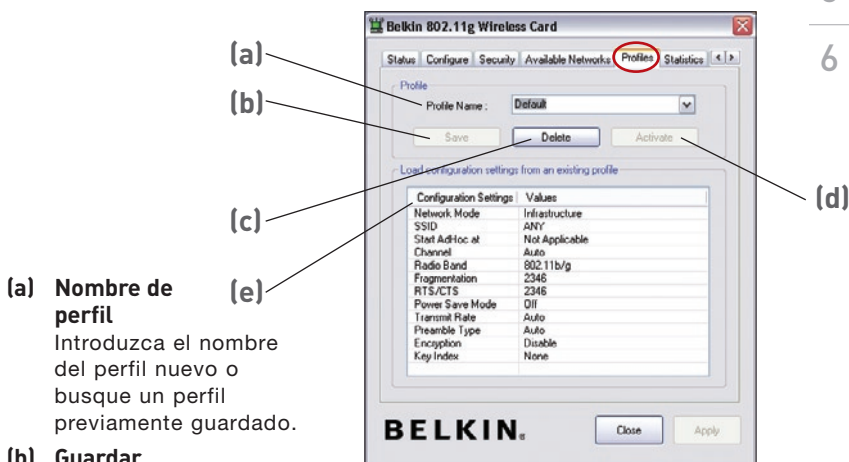 Belkin 802.11g Wireless Card
Status Configure Security Available Networks Profiles Statistics
6
(a)
Profile
(b)
Profile Name : Default
Save Delete Activate
Load configuration settings from an existing profile
(d)
Configuration Settings Values
(c)
Network Mode Infrastructure
SSID ANY
Start AdHoc at Not Applicable
Channel Auto
Radio Band 802.11b/g
(e)
Fragmentation 2346
RTS/CTS 2346
Power Save Mode Off
Transmit Rate Auto
Preamble Type Auto
Encryption Disable
Key Index None
BELKIN
Close Apply
(a) Nombre de
perfil
Introduzca el nombre
del perfil nuevo o
busque un perfil
previamente guardado.
(b) Guardar